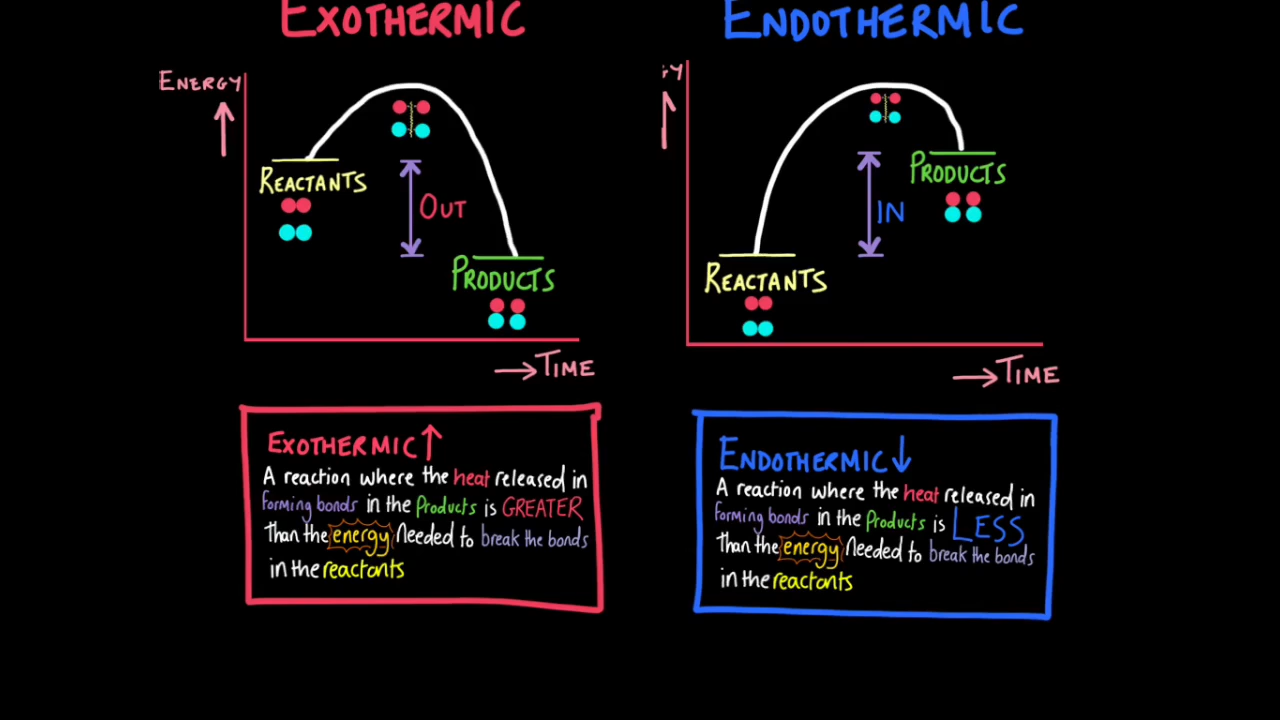 EXOTHERMIC
ENERGY
REACTANTS
OUT
PRODUCTS
TIME
EXOTHERMIC
A reaction where the heat released in
forming bonds in the Products is GREATER
Than the energy Needed to break the bonds
in the reactants
ENDOTHERMIC
GY
PRODUCTS
IN
REACTANTS
TIME
ENDOTHERMIC
A reaction where the heat released in
forming bonds in the Products is LESS
Than the energy Needed to break the bonds
in the reactants